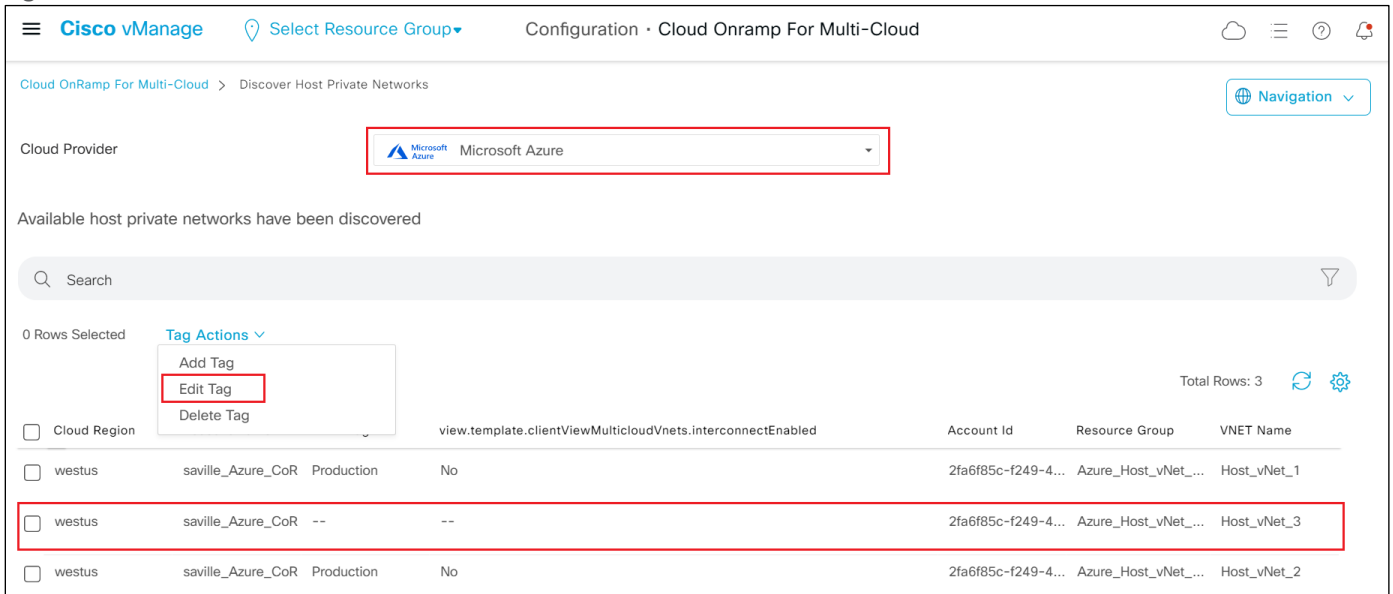 Cisco vManage Select Resource Group▾ Configuration · Cloud Onramp For Multi-Cloud
Cloud OnRamp For Multi-Cloud > Discover Host Private Networks
Navigation
Cloud Provider
Microsoft Azure Microsoft Azure
Available host private networks have been discovered
Search
0 Rows Selected Tag Actions
Add Tag
Edit Tag
Total Rows: 3
Delete Tag
Cloud Region view.template.clientViewMulticloudVnets.interconnectEnabled Account Id Resource Group VNET Name
westus saville_Azure_CoR Production No 2fa6f85c-f249-4... Azure_Host_vNet_... Host_vNet_1
westus saville_Azure_CoR -- -- 2fa6f85c-f249-4... Azure_Host_vNet_... Host_vNet_3
westus saville_Azure_CoR Production No 2fa6f85c-f249-4... Azure_Host_vNet_... Host_vNet_2